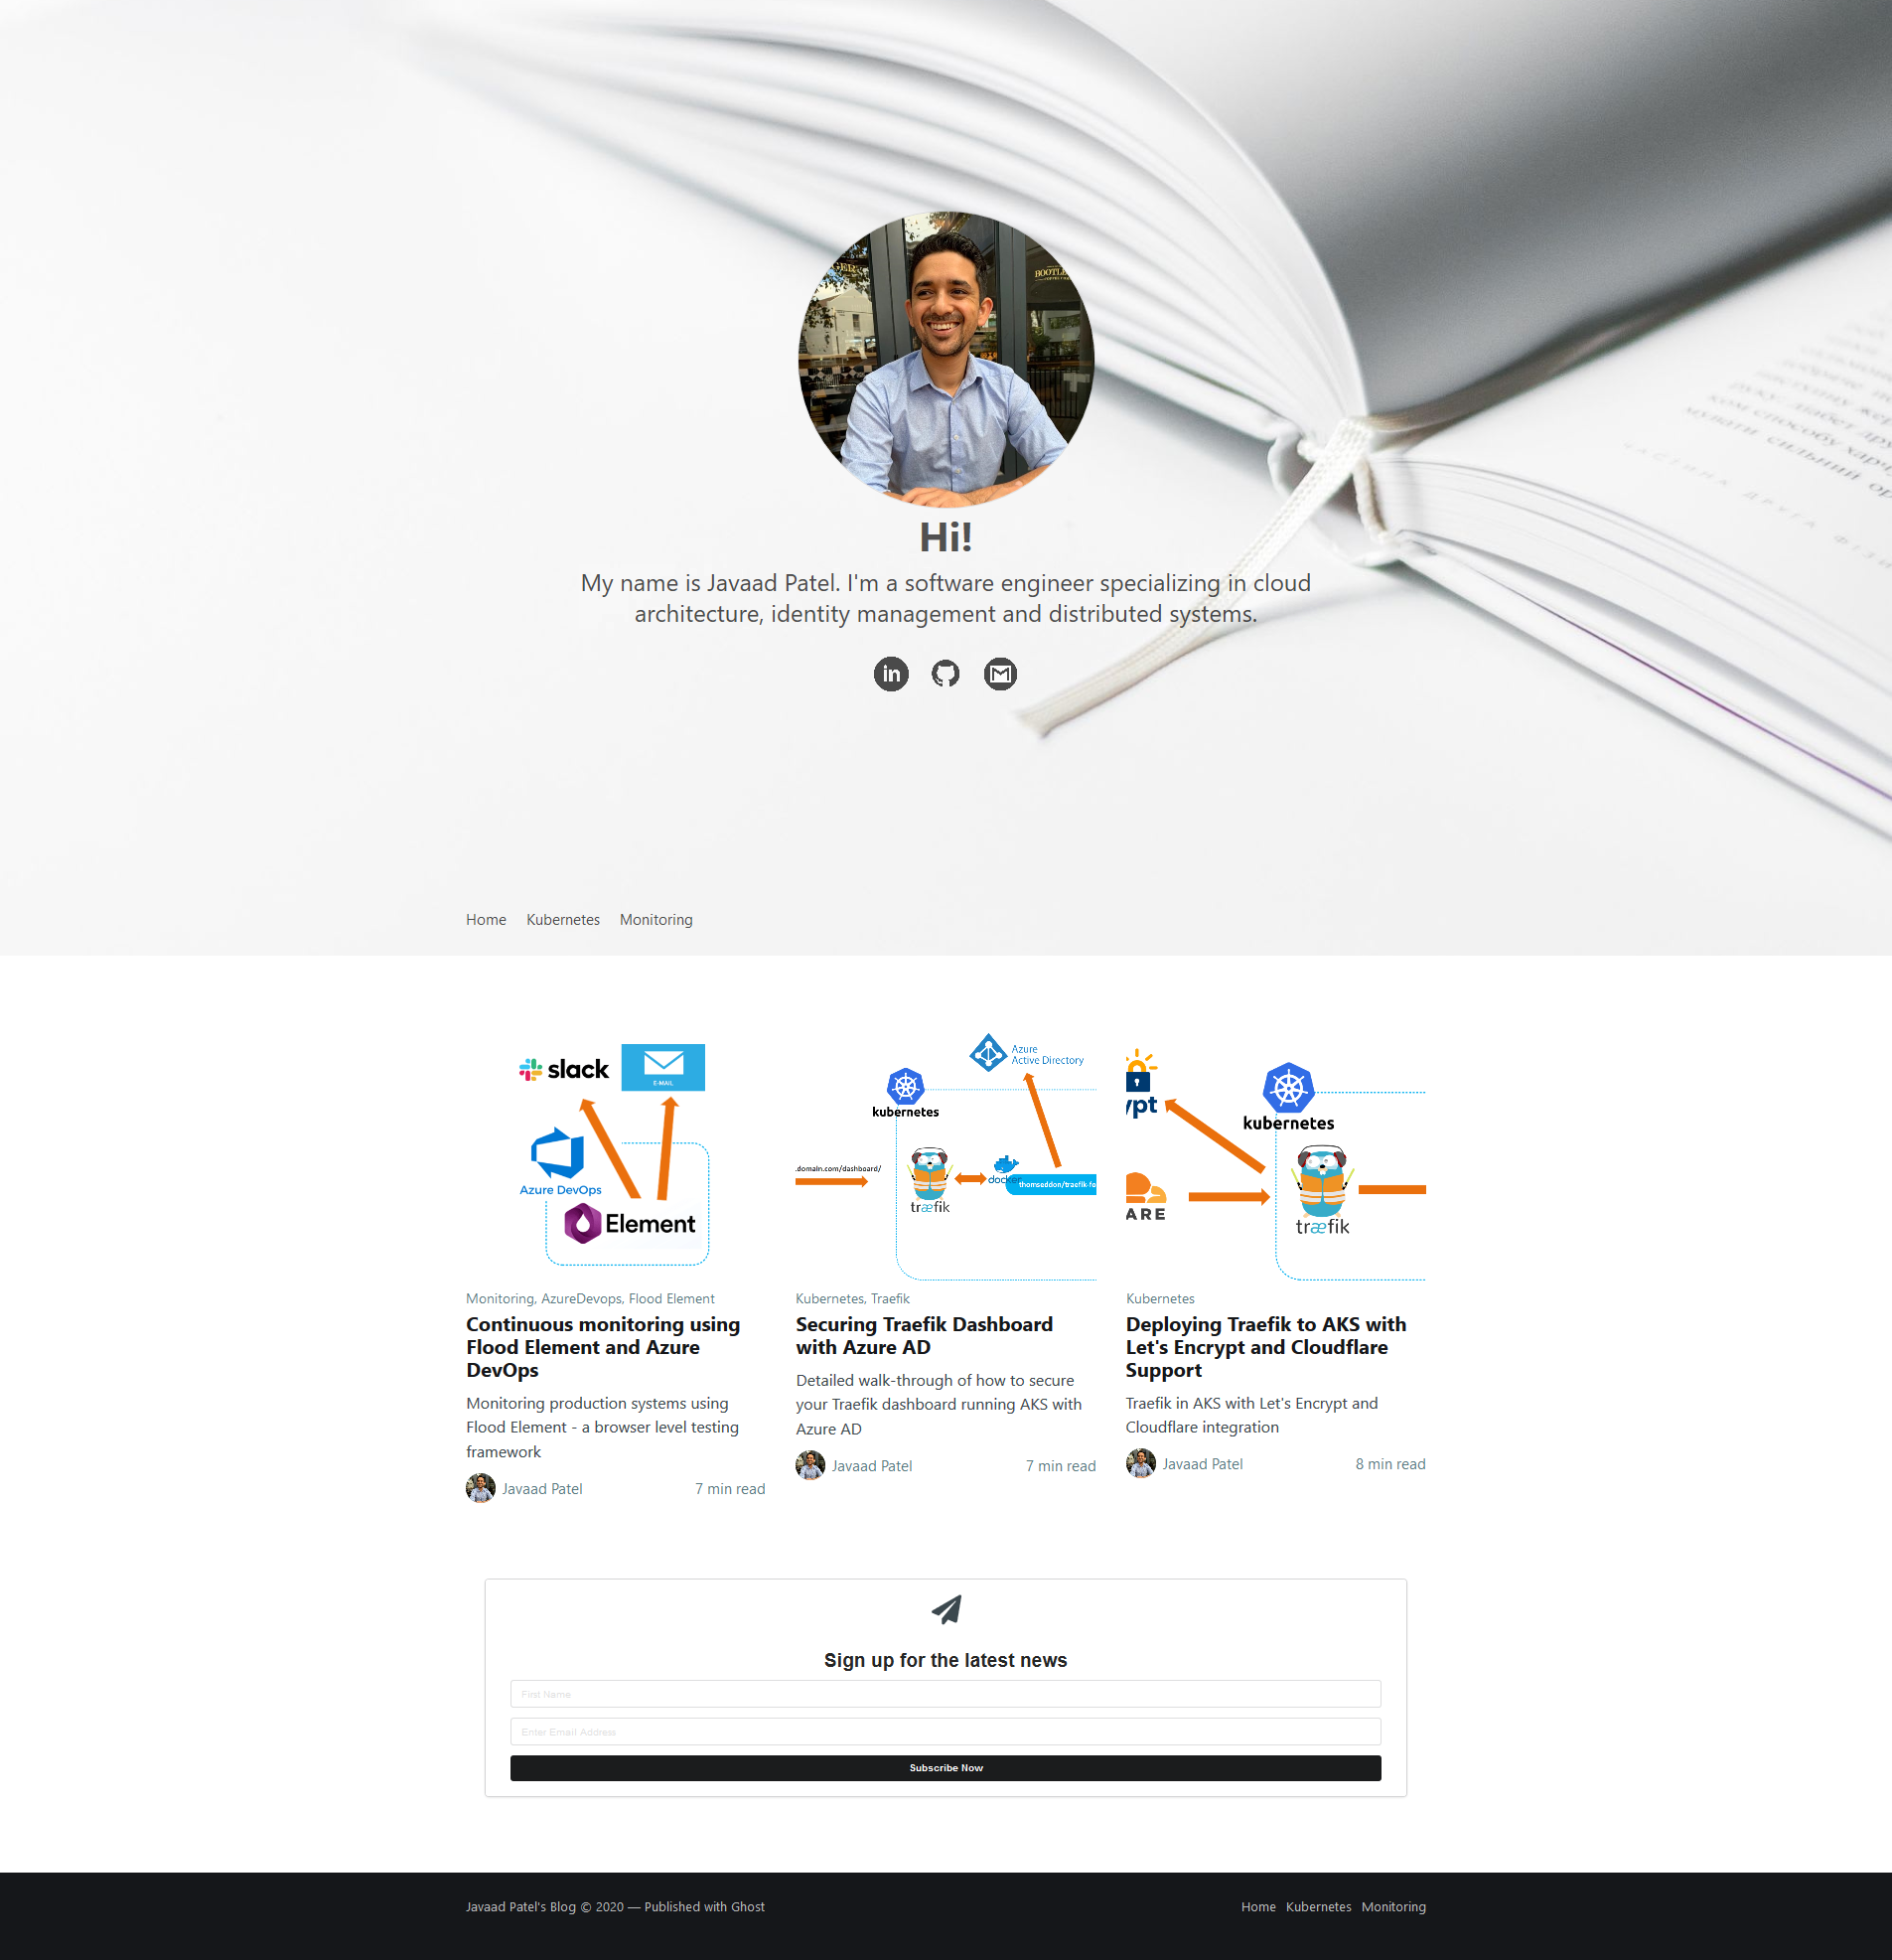 BOOTL
Hi!
My name is Javaad Patel. I'm a software engineer specializing in cloud
architecture, identity management and distributed systems.
in
ЧАСТИНА ДРУГА
мувати сильний
Home Kubernetes Monitoring
slack
E-MAIL
Azure DevOps
Element
Azure
Active Directory
kubernetes
.domain.com/dashboard/
docker
thomseddon/traefik-fo
træfik
ypt
kubernetes
ARE
træfik
Monitoring, AzureDevops, Flood Element
Continuous monitoring using
Flood Element and Azure
DevOps
Monitoring production systems using
Flood Element - a browser level testing
framework
Javaad Patel 7 min read
Kubernetes, Traefik
Securing Traefik Dashboard
with Azure AD
Detailed walk-through of how to secure
your Traefik dashboard running AKS with
Azure AD
Javaad Patel 7 min read
Kubernetes
Deploying Traefik to AKS with
Let's Encrypt and Cloudflare
Support
Traefik in AKS with Let's Encrypt and
Cloudflare integration
Javaad Patel 8 min read
Sign up for the latest news
First Name
Enter Email Address
Subscribe Now
Javaad Patel's Blog © 2020 — Published with Ghost
Home Kubernetes Monitoring